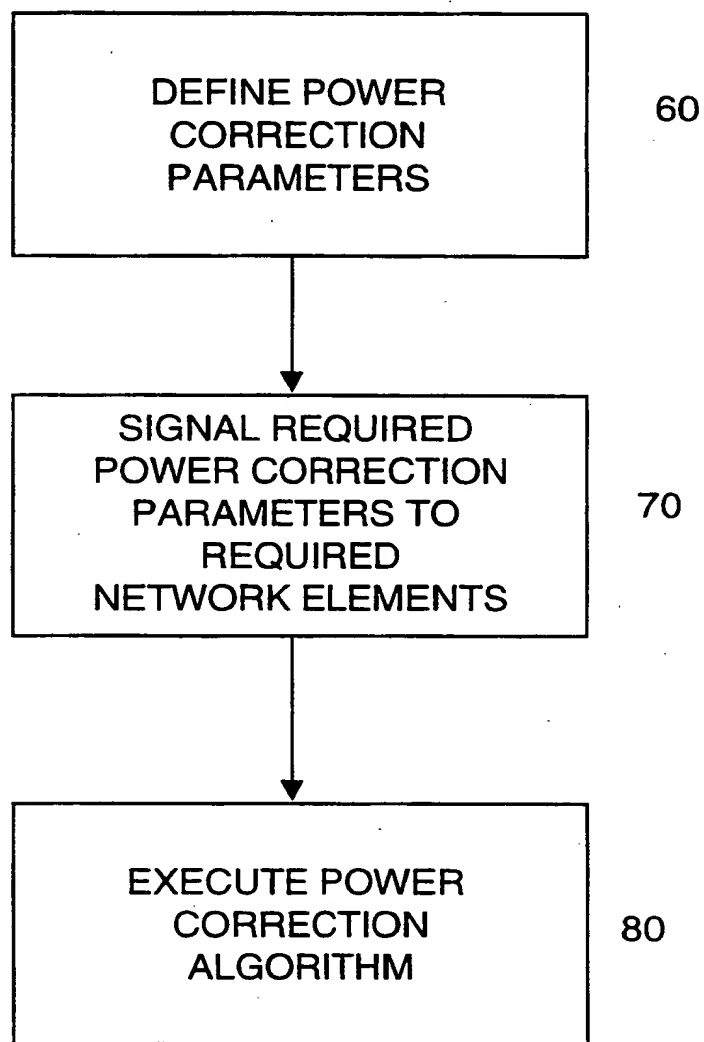 DEFINE POWER
CORRECTION
PARAMETERS
60
SIGNAL REQUIRED
POWER CORRECTION
PARAMETERS TO
REQUIRED
NETWORK ELEMENTS
70
EXECUTE POWER
CORRECTION
ALGORITHM
80